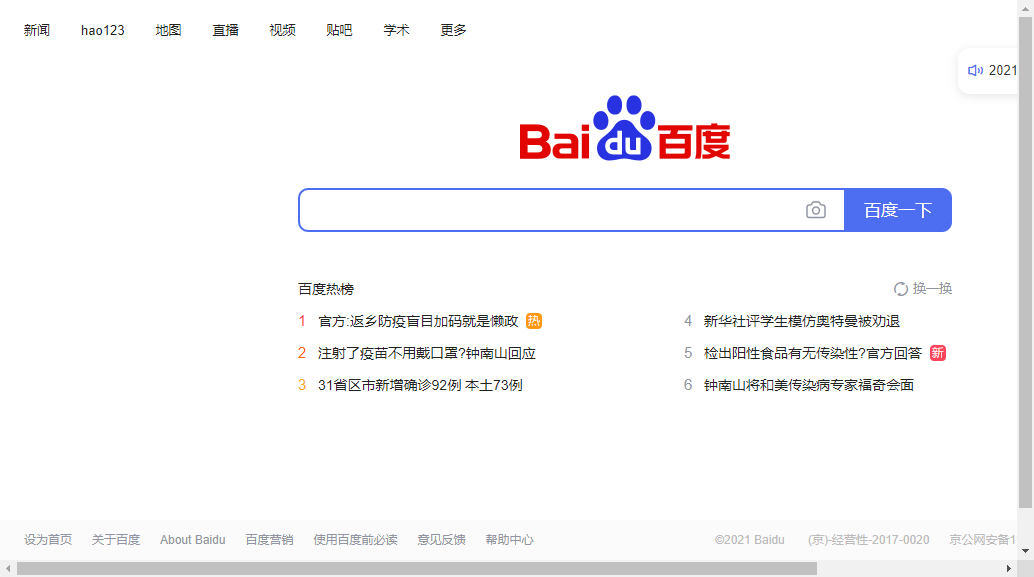 新闻 hao123 地图 直播 视频 贴吧 学术 更多
2021
Bai du 百度
百度一下
百度热榜 换一换
1 官方:返乡防疫盲目加码就是懒政 热
4 新华社评学生模仿奥特曼被劝退
2 注射了疫苗不用戴口罩?钟南山回应
5 检出阳性食品有无传染性?官方回答 新
3 31省区市新增确诊92例 本土73例
6 钟南山将和美传染病专家福奇会面
设为首页 关于百度 About Baidu 百度营销 使用百度前必读 意见反馈 帮助中心 ©2021 Baidu (京)-经营性-2017-0020 京公网安备1